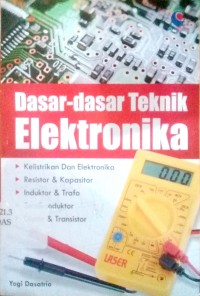 Dasar-dasar Teknik
Elektronika
Kelistrikan Dan Elektronika
Resistor & Kapasitor
Induktor & Trafo
& Transistor
21.3
DAS
0.00
LASER
Yogi Dasatrio